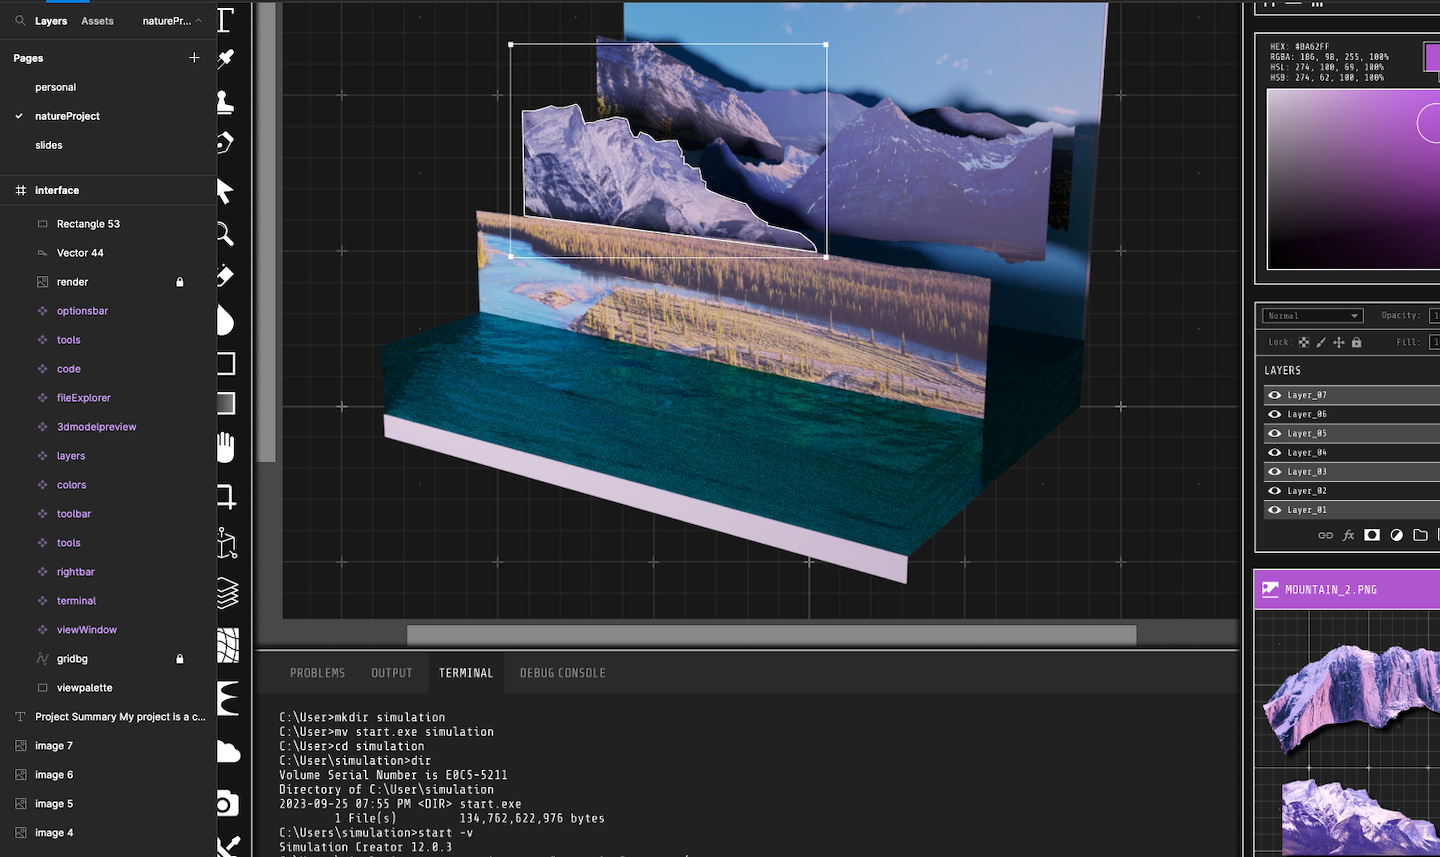 Layers
Assets
naturePr...
Pages
personal
natureProject
slides
interface
Rectangle 53
Vector 44
render
optionsbar
tools
code
fileExplorer
3dmodelpreview
layers
colors
toolbar
tools
rightbar
terminal
viewWindow
gridbg
viewpalette
Project Summary My project is a c...
image 7
image 6
image 5
image 4
PROBLEMS
OUTPUT
TERMINAL
DEBUG CONSOLE
C:\User>mkdir simulation
C:\User>mv start.exe simulation
C:\User>cd simulation
C:\User\simulation>dir
Volume Serial Number is E0C5-5211
Directory of C:\User\simulation
2023-09-25 07:55 PM <DIR> start.exe
1 File(s) 134,762,622,976 bytes
C:\Users\simulation>start -v
Simulation Creator 12.0.3
HEX: #BA62FF
RGBA: 186, 98, 255, 100%
HSL: 274, 100, 69, 100%
HSB: 274, 62, 100, 100%
Normal
Opacity:
Lock:
Fill:
LAYERS
Layer_07
Layer_06
Layer_05
Layer_04
Layer_03
Layer_02
Layer_01
fx
MOUNTAIN_2.PNG